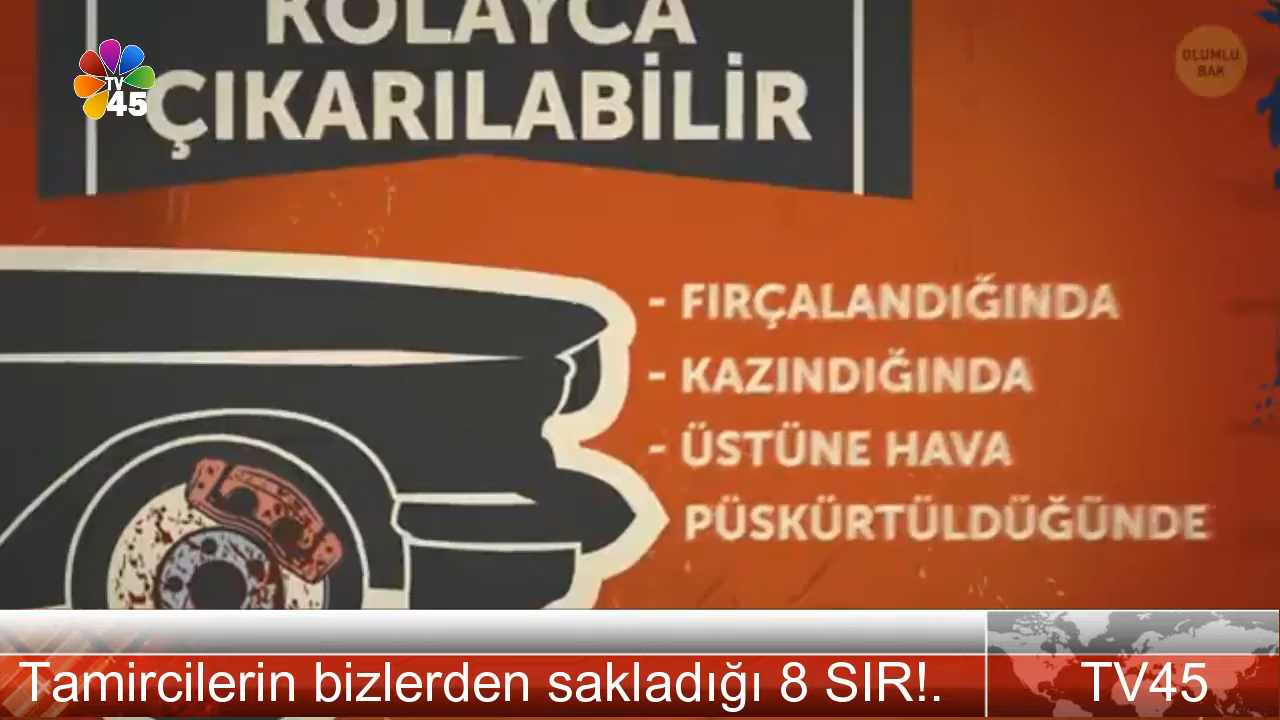 KOLAYCA
ÇIKARILABİLİR
TV
45
OLUMLU
BAK
- FIRÇALANDIĞINDA
- KAZINDIĞINDA
- ÜSTÜNE HAVA
PÜSKÜRTÜLDÜĞÜNDE
Tamircilerin bizlerden sakladığı 8 SIR!.
TV45